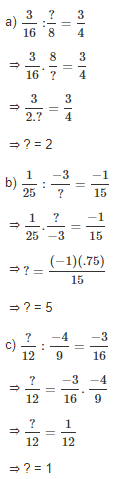 a) 3/16 : ?/8 = 3/4
⇒ 3/16 . 8/? = 3/4
⇒ 3/2.? = 3/4
⇒ ? = 2
b) 1/25 : -3/? = -1/15
⇒ 1/25 . ?/-3 = -1/15
⇒ ? = (-1)(.75)/15
⇒ ? = 5
c) ?/12 : -4/9 = -3/16
⇒ ?/12 = -3/16 . -4/9
⇒ ?/12 = 1/12
⇒ ? = 1